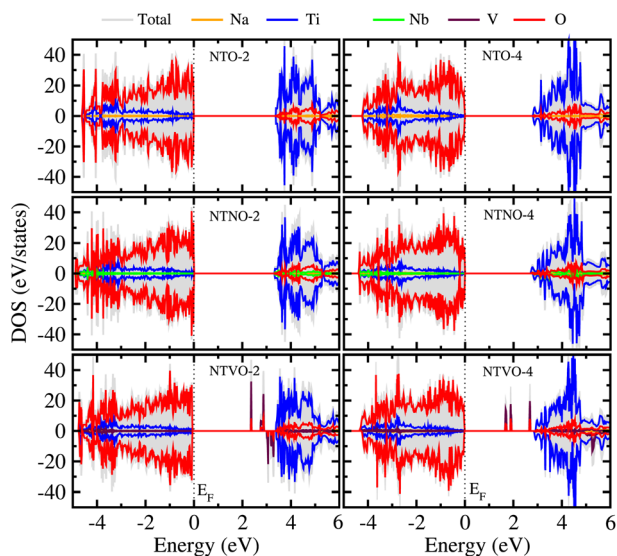 Total Na Ti Nb V O
NTO-2 NTO-4
40
20
0
-20
-40
NTNO-2 NTNO-4
40
20
0
-20
-40
NTVO-2 NTVO-4
40
20
0
-20
-40
DOS (eV/states)
E_F E_F
-4 -2 0 2 4 6 -4 -2 0 2 4 6
Energy (eV) Energy (eV)